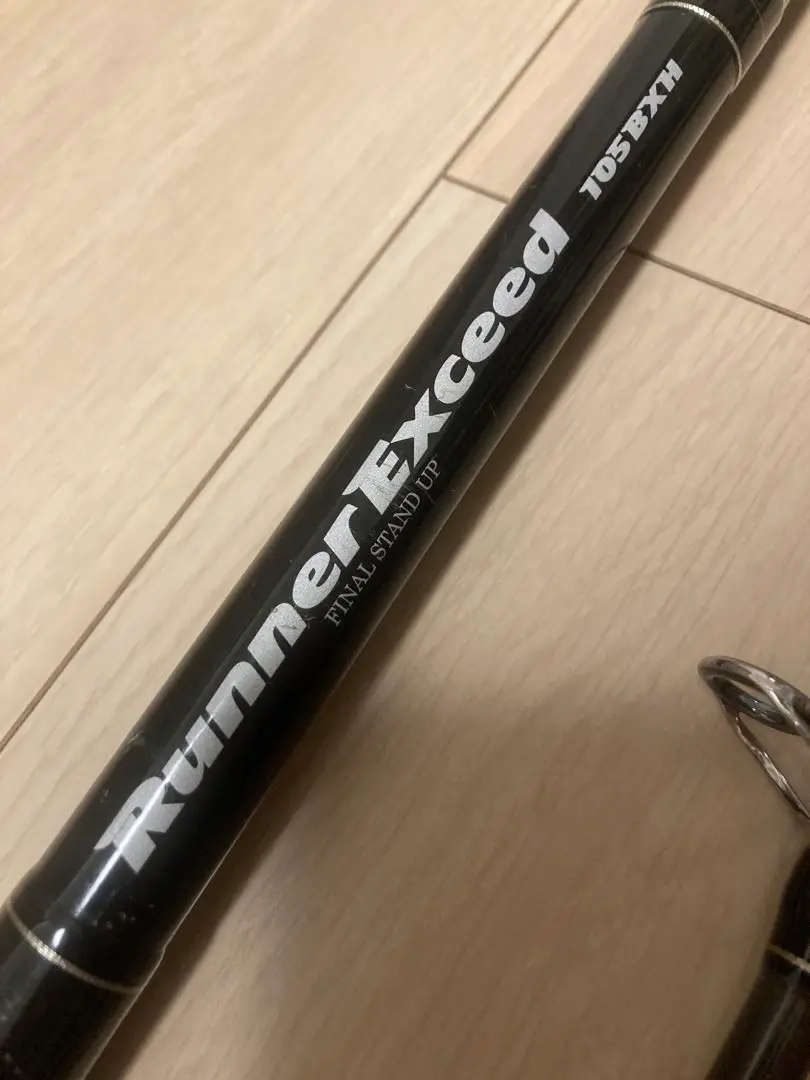 Runner Exceed 105BXH
FINAL STAND UP